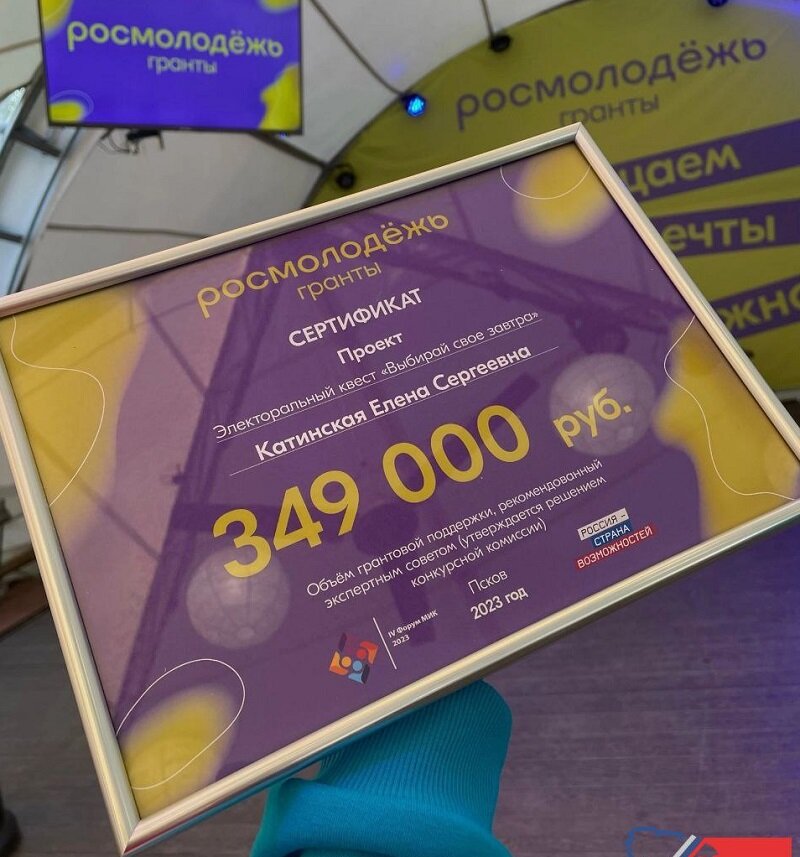 росмолодёжь
гранты
росмолодёжь
гранты
щаем
ечты
жно
росмолодёжь
гранты
СЕРТИФИКАТ
Проект
Электоральный квест «Выбирай свое завтра»
Катинская Елена Сергеевна
349 000 руб.
Объём грантовой поддержки, рекомендованный
экспертным советом (утверждается решением
конкурсной комиссии)
Псков
2023 год
IV Форум МИК
2023
РОССИЯ –
СТРАНА
ВОЗМОЖНОСТЕЙ